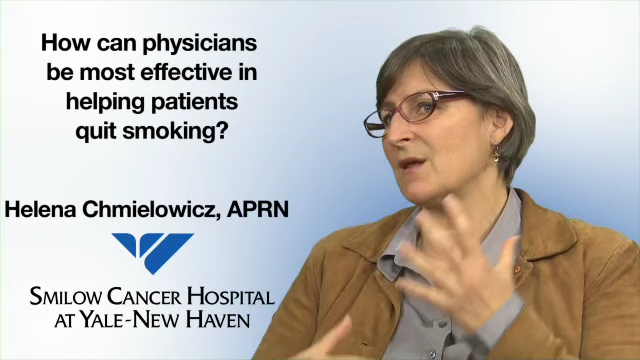 How can physicians
be most effective in
helping patients
quit smoking?
Helena Chmielowicz, APRN
SMILOW CANCER HOSPITAL
AT YALE-NEW HAVEN